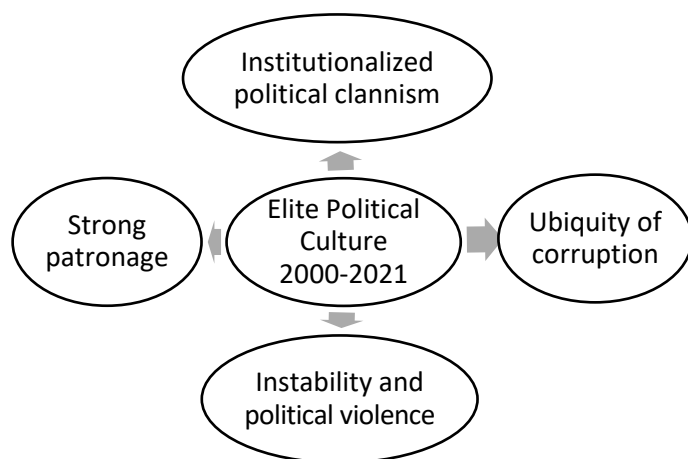 Institutionalized
political clannism
Strong
patronage
Elite Political
Culture
2000-2021
Ubiquity of
corruption
Instability and
political violence